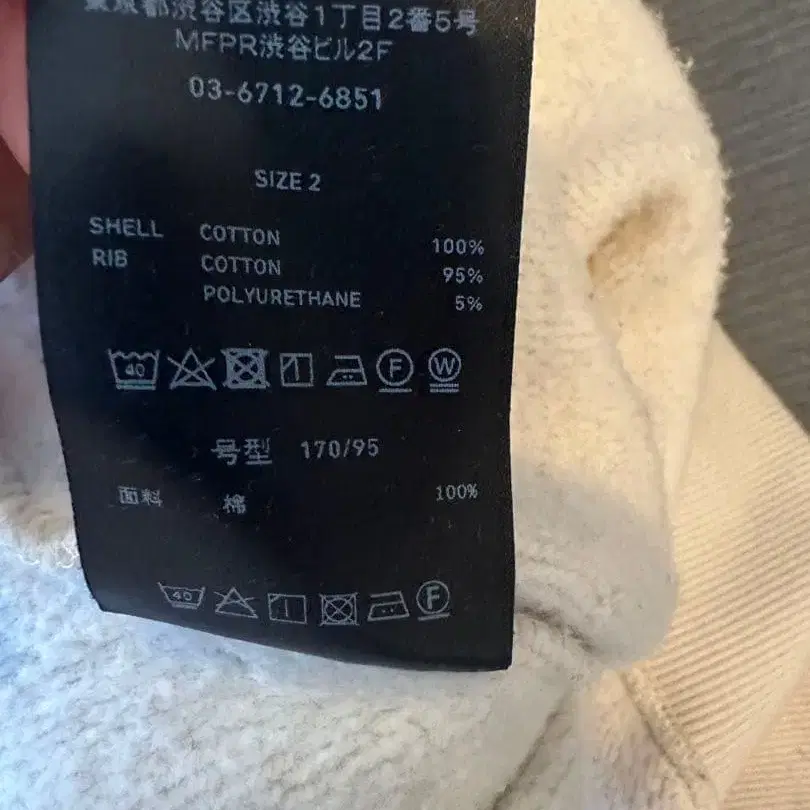 東京都渋谷区渋谷1丁目2番5号
MFPR渋谷ビル2F
03-6712-6851
SIZE 2
SHELL COTTON 100%
RIB COTTON 95%
POLYURETHANE 5%
40 F W
号型 170/95
面料 棉 100%
40 F